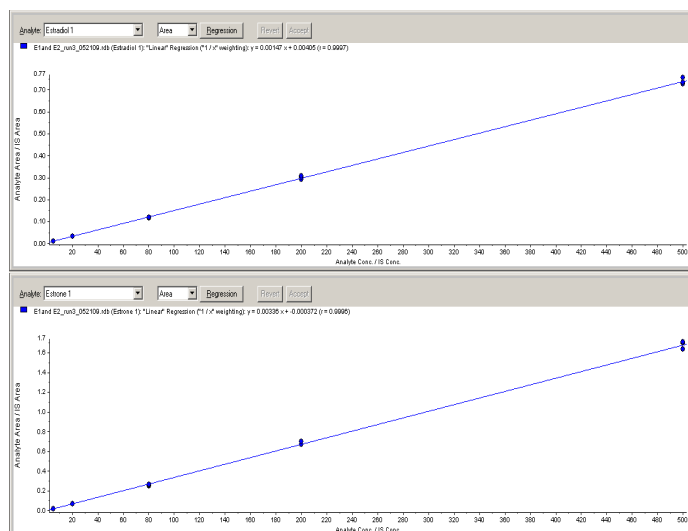 Analyte: Estradiol 1 Area Regression Revert Accept
E1and E2_run3_052109.rdb (Estradiol 1): "Linear" Regression ("1 / x" weighting): y = 0.00147 x + 0.00405 (r = 0.9997)
Analyte Area / IS Area
0.77
0.70
0.60
0.50
0.40
0.30
0.20
0.10
0.00
20 40 60 80 100 120 140 160 180 200 220 240 260 280 300 320 340 360 380 400 420 440 460 480 500
Analyte Conc. / IS Conc.
Analyte: Estrone 1 Area Regression Revert Accept
E1and E2_run3_052109.rdb (Estrone 1): "Linear" Regression ("1 / x" weighting): y = 0.00336 x + -0.000372 (r = 0.9996)
Analyte Area / IS Area
1.7
1.6
1.4
1.2
1.0
0.8
0.6
0.4
0.2
0.0
20 40 60 80 100 120 140 160 180 200 220 240 260 280 300 320 340 360 380 400 420 440 460 480 500
Analyte Conc. / IS Conc.